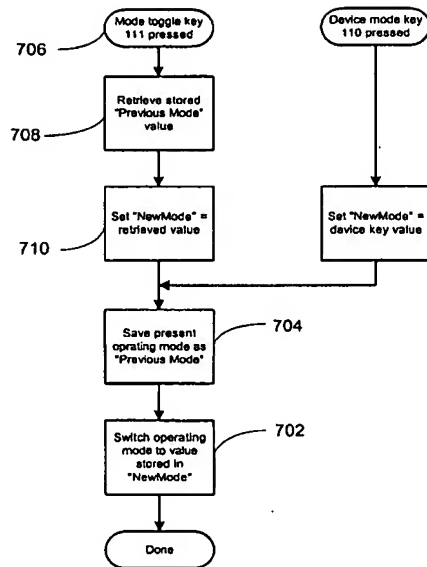 Mode toggle key
111 pressed
706
Device mode key
110 pressed
Retrieve stored
"Previous Mode"
value
708
Set "NewMode" =
retrieved value
710
Set "NewMode" =
device key value
Save present
oprating mode as
"Previous Mode"
704
Switch operating
mode to value
stored in
"NewMode"
702
Done